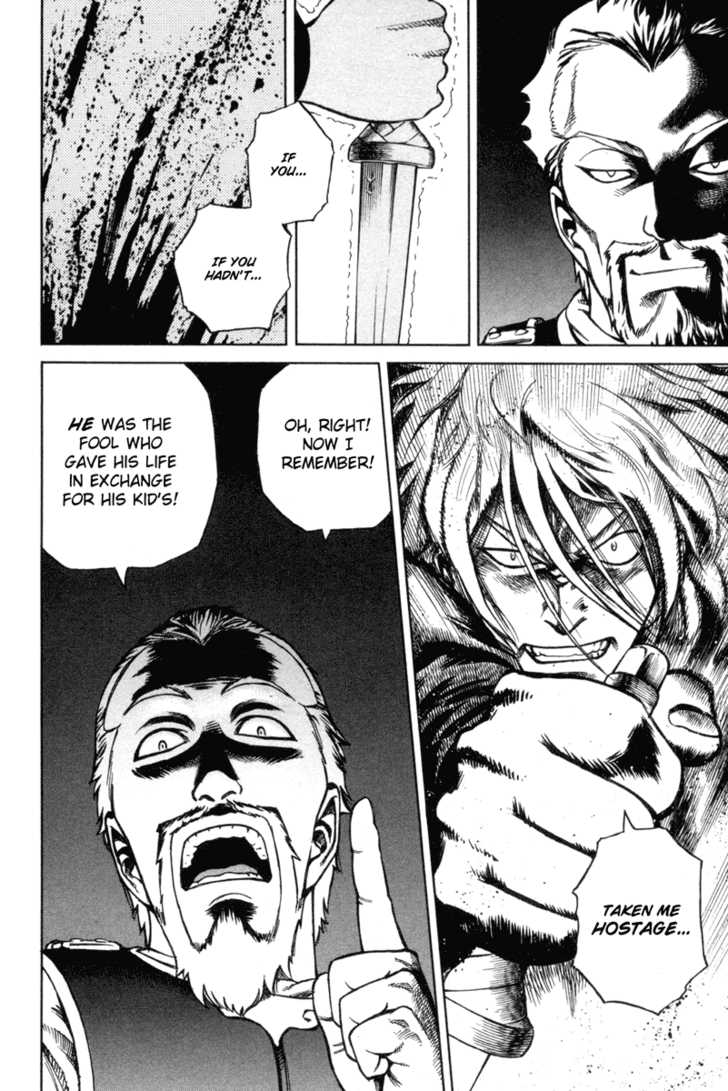 IF
YOU...
IF YOU
HADN'T...
TAKEN ME
HOSTAGE...
OH, RIGHT!
NOW I
REMEMBER!
HE WAS THE
FOOL WHO
GAVE HIS LIFE
IN EXCHANGE
FOR HIS KID'S!